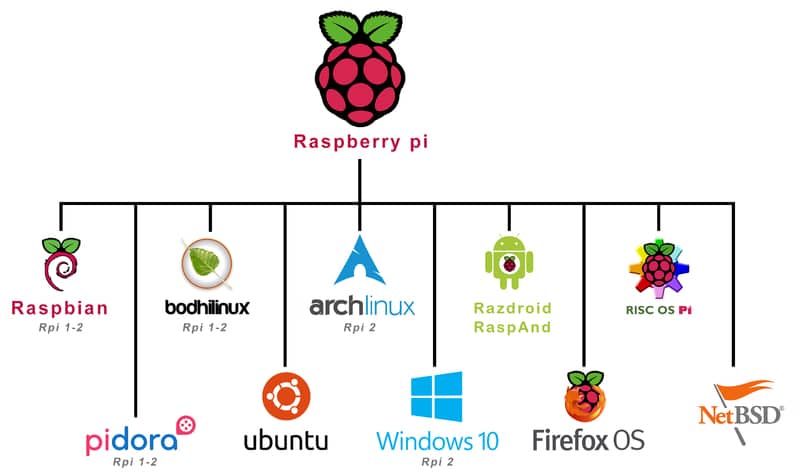 Raspberry pi
Raspbian
Rpi 1-2
bodhilinux
Rpi 1-2
archlinux
Rpi 2
Razdroid
RaspAnd
RISC OS Pi
pidora
Rpi 1-2
ubuntu
Windows 10
Rpi 2
Firefox OS
NetBSD®